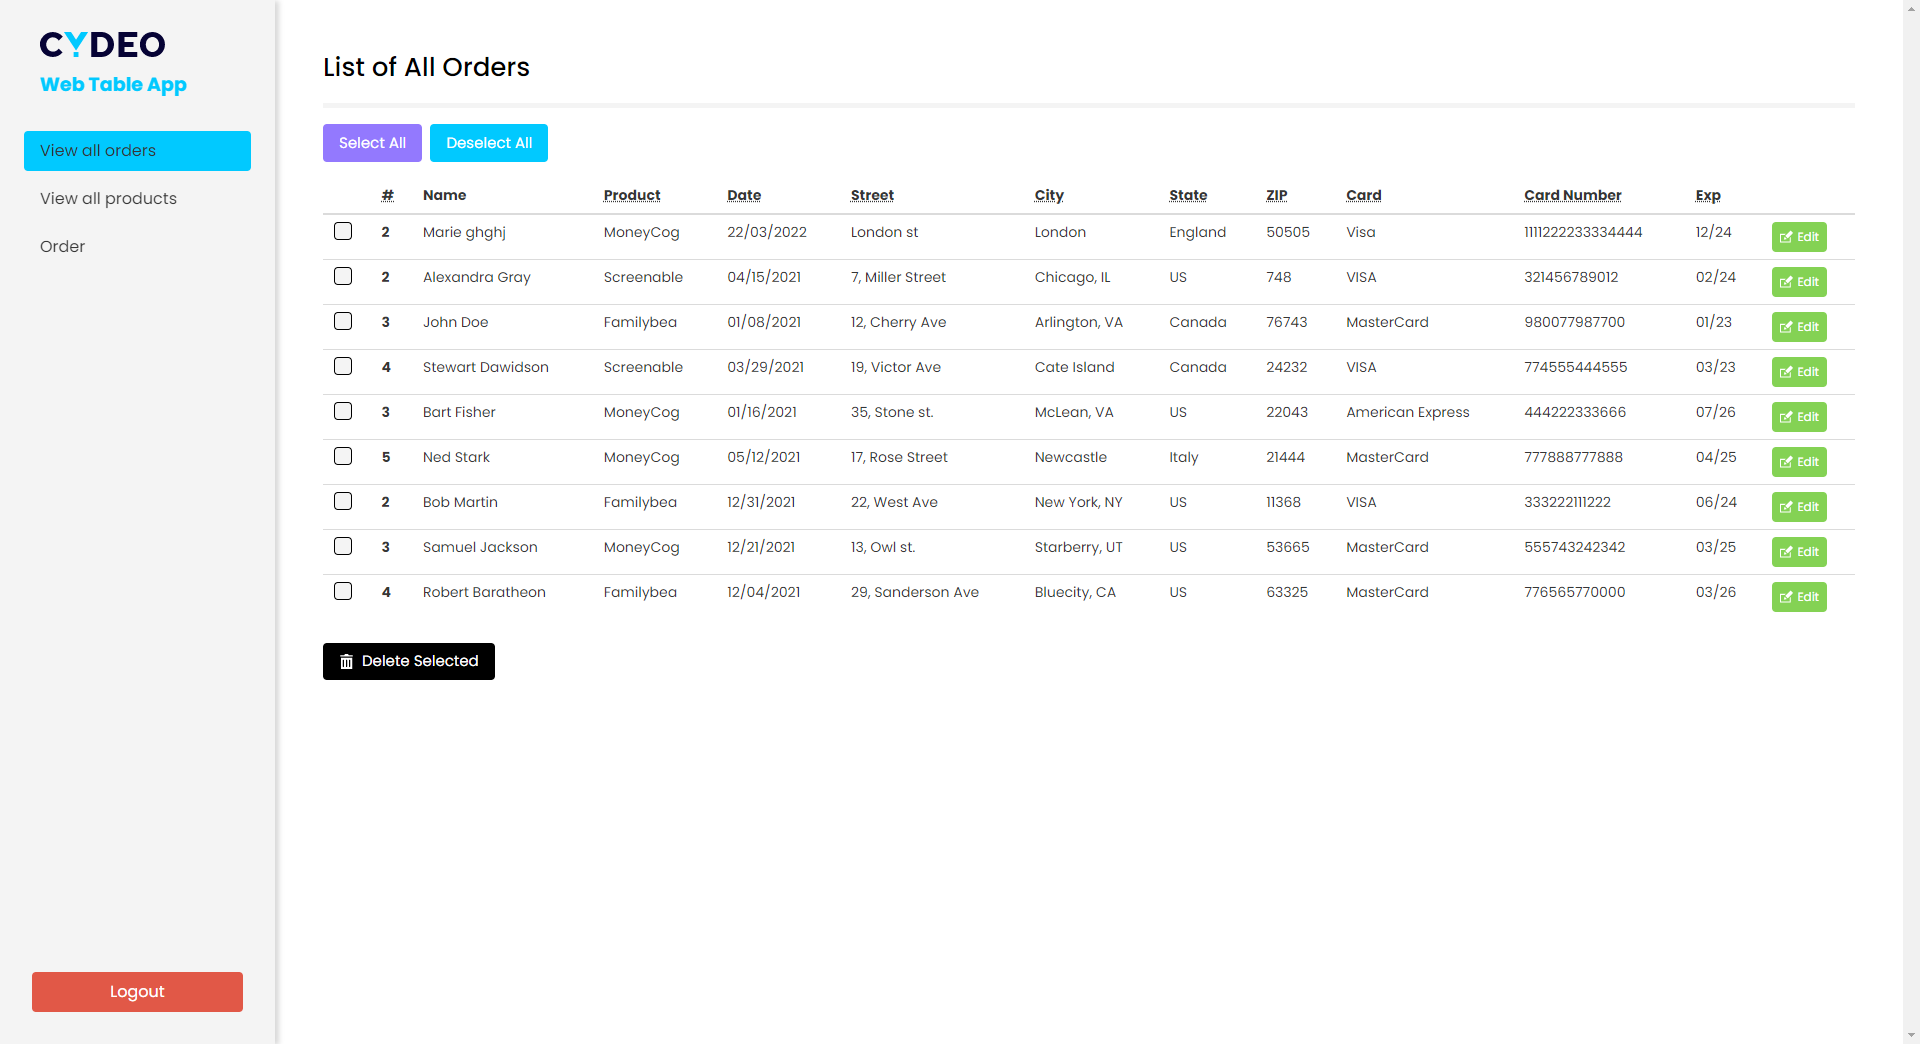 CYDEO
Web Table App
View all orders
View all products
Order
Logout
List of All Orders
Select All Deselect All
# Name Product Date Street City State ZIP Card Card Number Exp
2 Marie ghghj MoneyCog 22/03/2022 London st London England 50505 Visa 1111222233334444 12/24 Edit
2 Alexandra Gray Screenable 04/15/2021 7, Miller Street Chicago, IL US 748 VISA 321456789012 02/24 Edit
3 John Doe Familybea 01/08/2021 12, Cherry Ave Arlington, VA Canada 76743 MasterCard 980077987700 01/23 Edit
4 Stewart Dawidson Screenable 03/29/2021 19, Victor Ave Cate Island Canada 24232 VISA 774555444555 03/23 Edit
3 Bart Fisher MoneyCog 01/16/2021 35, Stone st. McLean, VA US 22043 American Express 444222333666 07/26 Edit
5 Ned Stark MoneyCog 05/12/2021 17, Rose Street Newcastle Italy 21444 MasterCard 777888777888 04/25 Edit
2 Bob Martin Familybea 12/31/2021 22, West Ave New York, NY US 11368 VISA 333222111222 06/24 Edit
3 Samuel Jackson MoneyCog 12/21/2021 13, Owl st. Starberry, UT US 53665 MasterCard 555743242342 03/25 Edit
4 Robert Baratheon Familybea 12/04/2021 29, Sanderson Ave Bluecity, CA US 63325 MasterCard 776565770000 03/26 Edit
Delete Selected